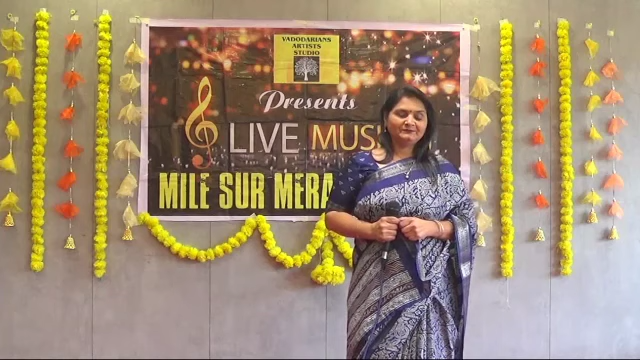 VADODARIANS
ARTISTS
STUDIO
Presents
LIVE MUS
MILE SUR MERA